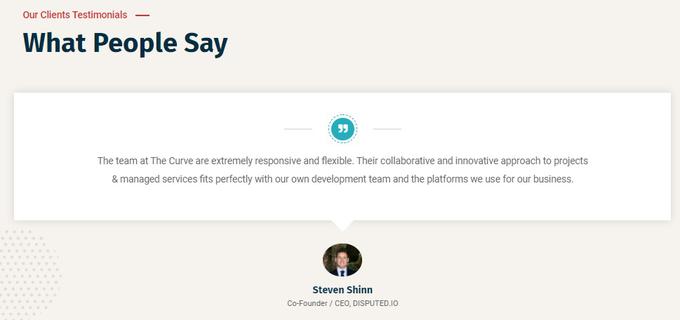 Our Clients Testimonials
What People Say
The team at The Curve are extremely responsive and flexible. Their collaborative and innovative approach to projects
& managed services fits perfectly with our own development team and the platforms we use for our business.
Steven Shinn
Co-Founder / CEO, DISPUTED.IO